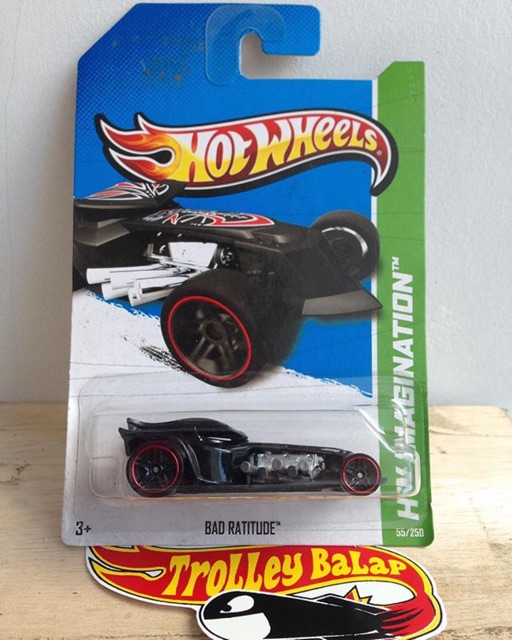 HOT WHEELS®
HW IMAGINATION™
3+
BAD RATITUDE™
55/250
TROLLEY BALAP